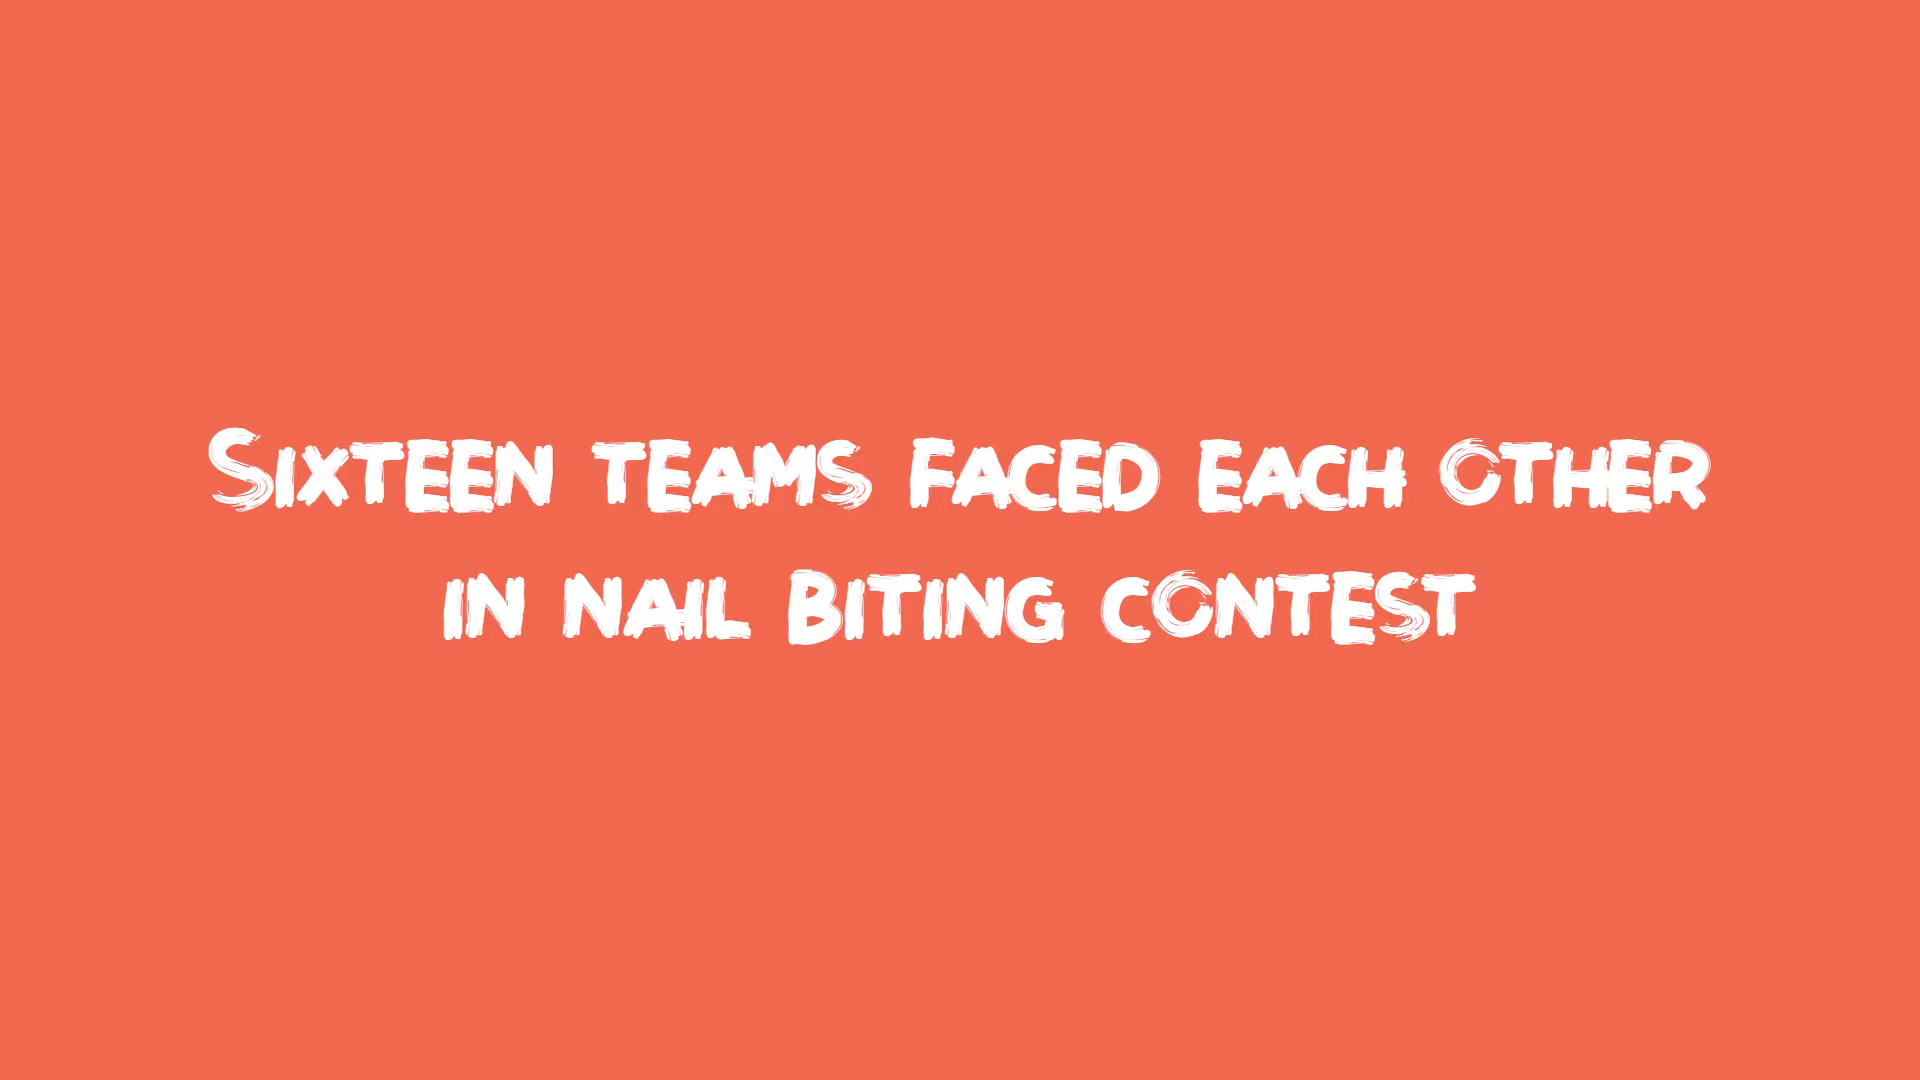 Sixteen teams faced each other
in nail biting contest